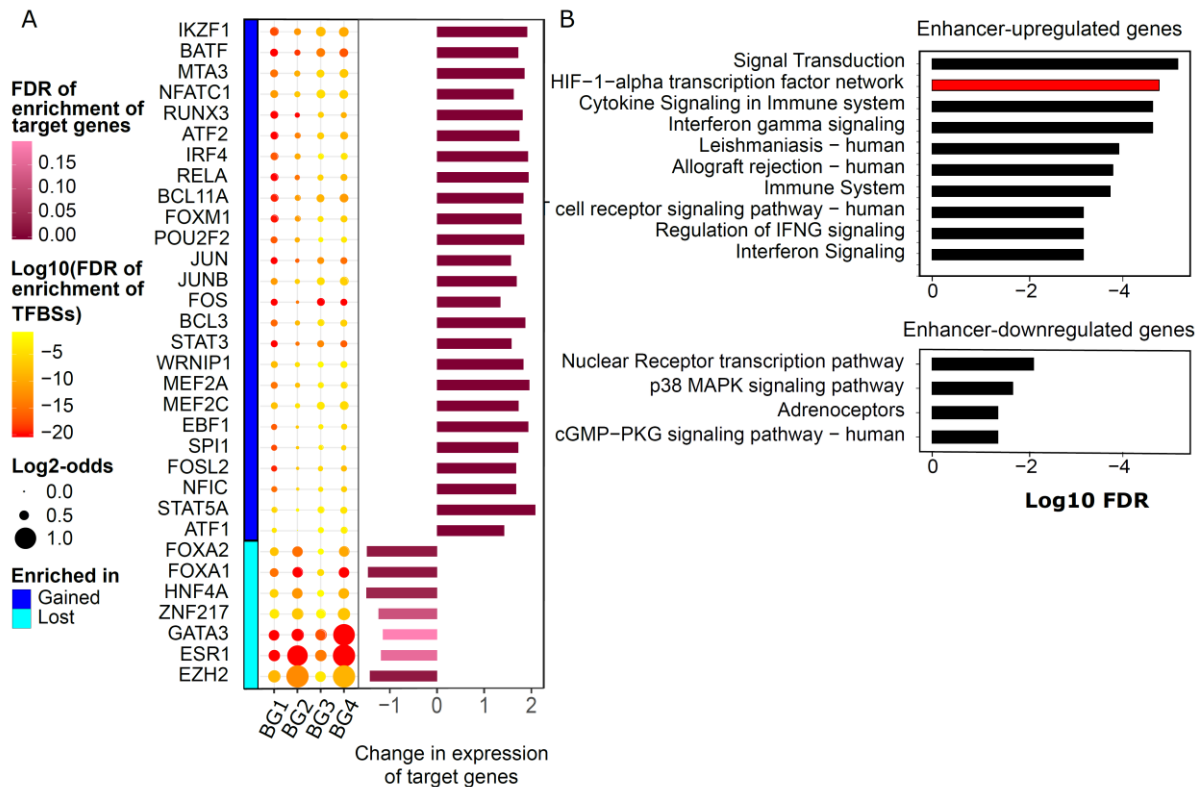 A
FDR of
enrichment of
target genes
0.15
0.10
0.05
0.00
Log10(FDR of
enrichment of
TFBSs)
−5
−10
−15
−20
Log2-odds
0.0
0.5
1.0
Enriched in
Gained
Lost
IKZF1
BATF
MTA3
NFATC1
RUNX3
ATF2
IRF4
RELA
BCL11A
FOXM1
POU2F2
JUN
JUNB
FOS
BCL3
STAT3
WRNIP1
MEF2A
MEF2C
EBF1
SPI1
FOSL2
NFIC
STAT5A
ATF1
FOXA2
FOXA1
HNF4A
ZNF217
GATA3
ESR1
EZH2
BG1
BG2
BG3
BG4
−1
0
1
2
Change in expression
of target genes
B
Enhancer-upregulated genes
Signal Transduction
HIF−1−alpha transcription factor network
Cytokine Signaling in Immune system
Interferon gamma signaling
Leishmaniasis − human
Allograft rejection − human
Immune System
cell receptor signaling pathway − human
Regulation of IFNG signaling
Interferon Signaling
0
−2
−4
Enhancer-downregulated genes
Nuclear Receptor transcription pathway
p38 MAPK signaling pathway
Adrenoceptors
cGMP−PKG signaling pathway − human
0
−2
−4
Log10 FDR